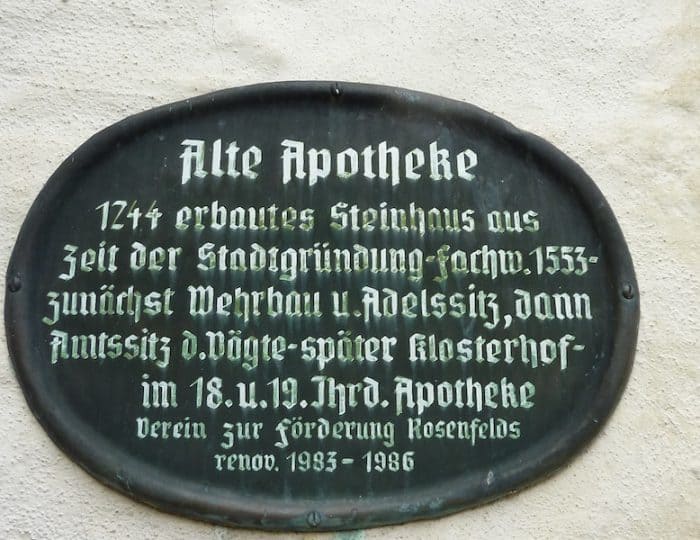 Alte Apotheke
1244 erbautes Steinhaus aus
Zeit der Stadtgründung-Fachw. 1553-
zunächst Wehrbau u. Adelssitz, dann
Amtssitz d. Vögte-später Klosterhof-
im 18. u. 19. Jhrd. Apotheke
Verein zur Förderung Rosenfelds
renov. 1983 - 1986